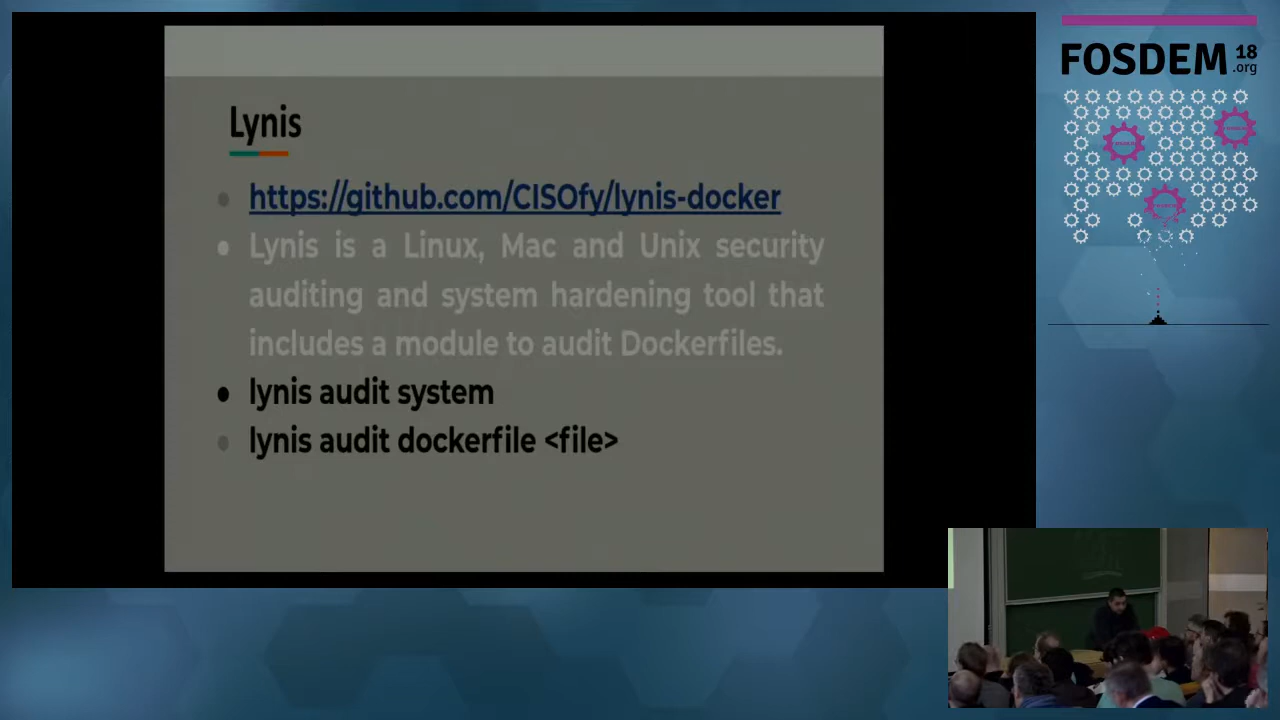 Lynis
https://github.com/CISOfy/lynis-docker
Lynis is a Linux, Mac and Unix security
auditing and system hardening tool that
includes a module to audit Dockerfiles.
lynis audit system
lynis audit dockerfile <file>
FOSDEM 18
.org